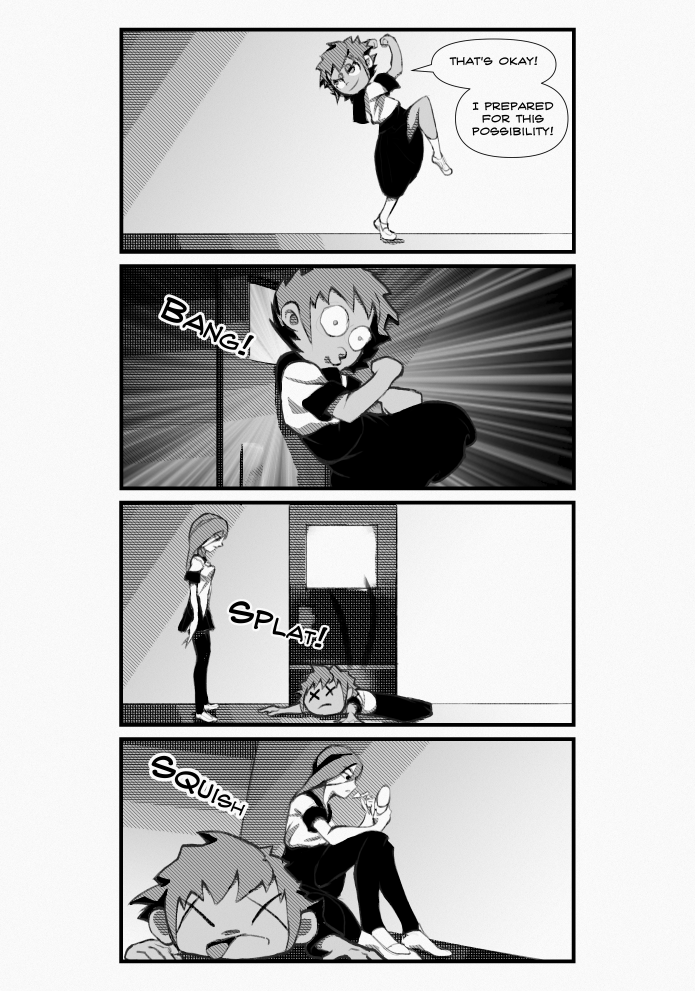 THAT'S OKAY!
I PREPARED
FOR THIS
POSSIBILITY!
BANG!
SPLAT!
SQUISH